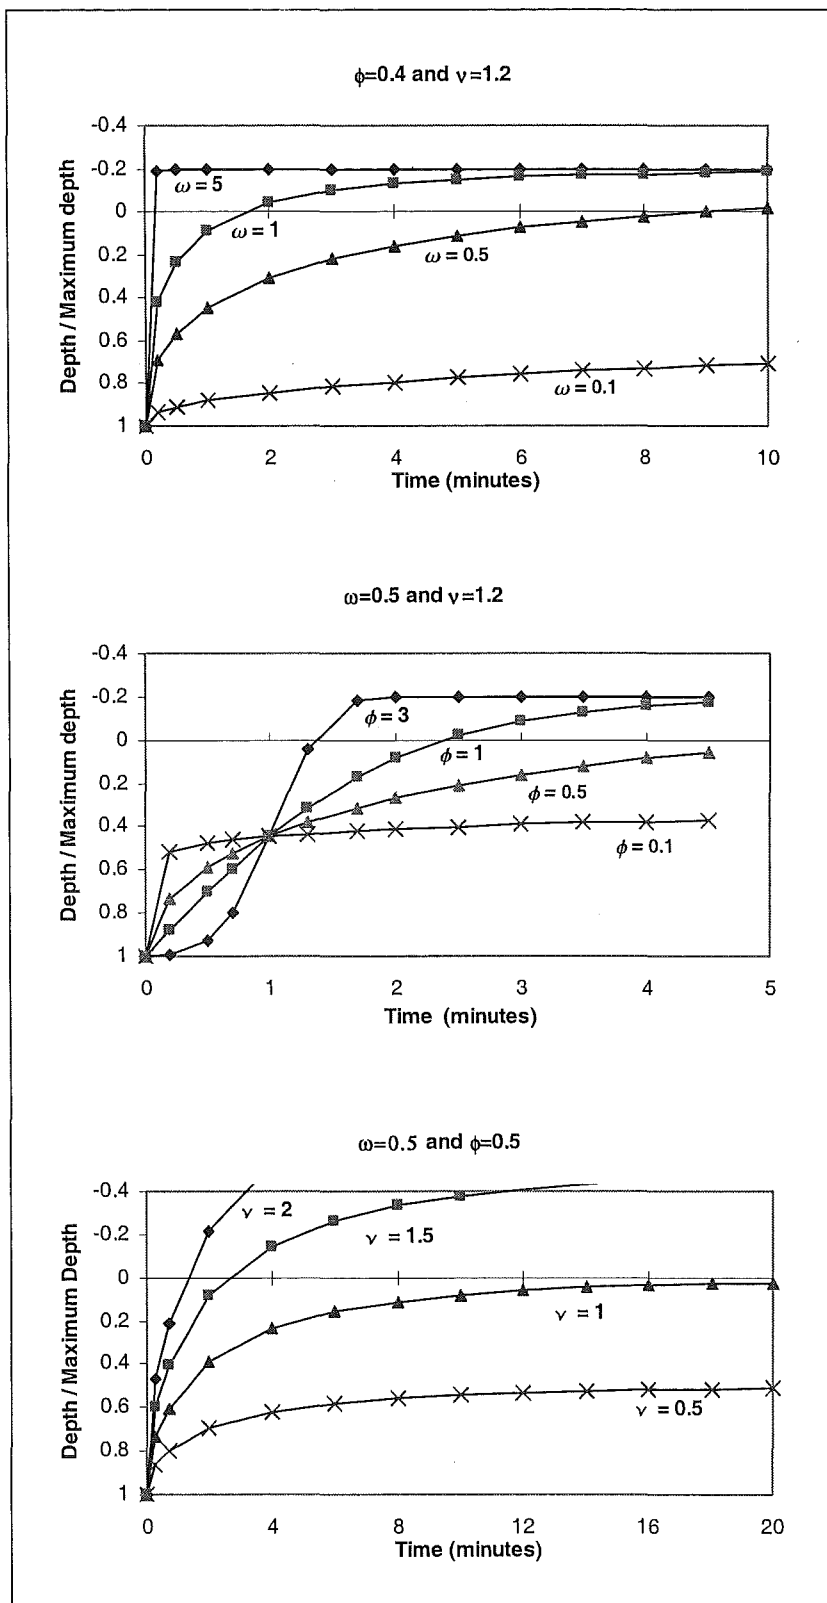 ϕ=0.4 and ν=1.2
-0.4
-0.2
0
0.2
0.4
0.6
0.8
1
Depth / Maximum depth
ω = 5
ω = 1
ω = 0.5
ω = 0.1
0 2 4 6 8 10
Time (minutes)
ω=0.5 and ν=1.2
-0.4
-0.2
0
0.2
0.4
0.6
0.8
1
Depth / Maximum depth
ϕ = 3
ϕ = 1
ϕ = 0.5
ϕ = 0.1
0 1 2 3 4 5
Time (minutes)
ω=0.5 and ϕ=0.5
-0.4
-0.2
0
0.2
0.4
0.6
0.8
1
Depth / Maximum Depth
ν = 2
ν = 1.5
ν = 1
ν = 0.5
0 4 8 12 16 20
Time (minutes)